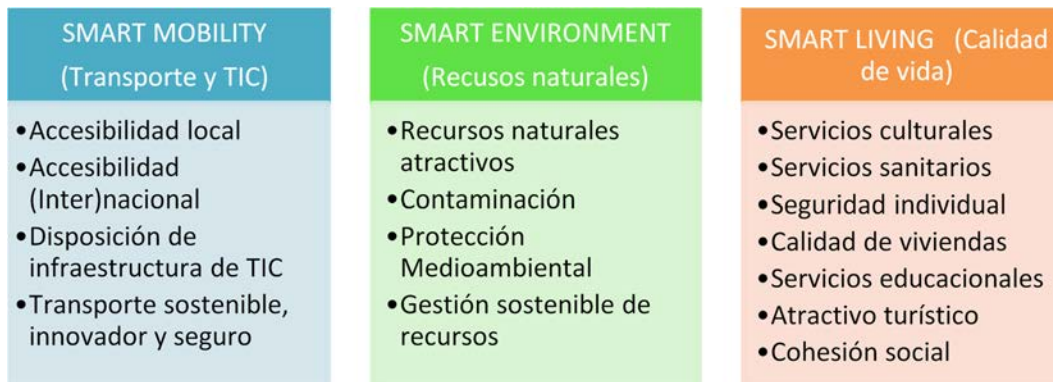 SMART MOBILITY
(Transporte y TIC)
•Accesibilidad local
•Accesibilidad
(Inter)nacional
•Disposición de
infraestructura de TIC
•Transporte sostenible,
innovador y seguro
SMART ENVIRONMENT
(Recusos naturales)
•Recursos naturales
atractivos
•Contaminación
•Protección
Medioambiental
•Gestión sostenible de
recursos
SMART LIVING (Calidad
de vida)
•Servicios culturales
•Servicios sanitarios
•Seguridad individual
•Calidad de viviendas
•Servicios educacionales
•Atractivo turístico
•Cohesión social